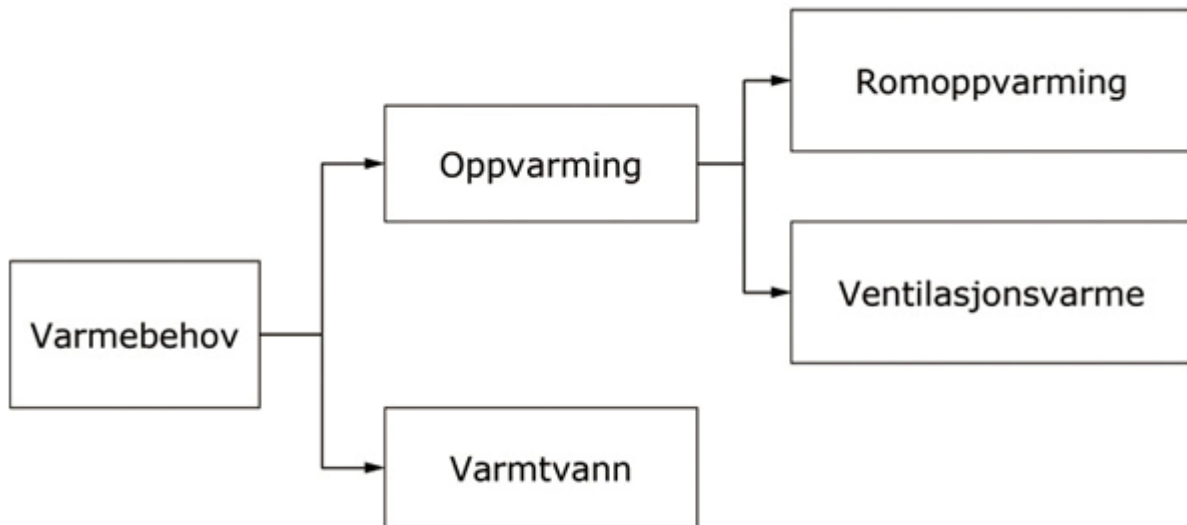 Varmebehov
Oppvarming
Varmtvann
Romoppvarming
Ventilasjonsvarme